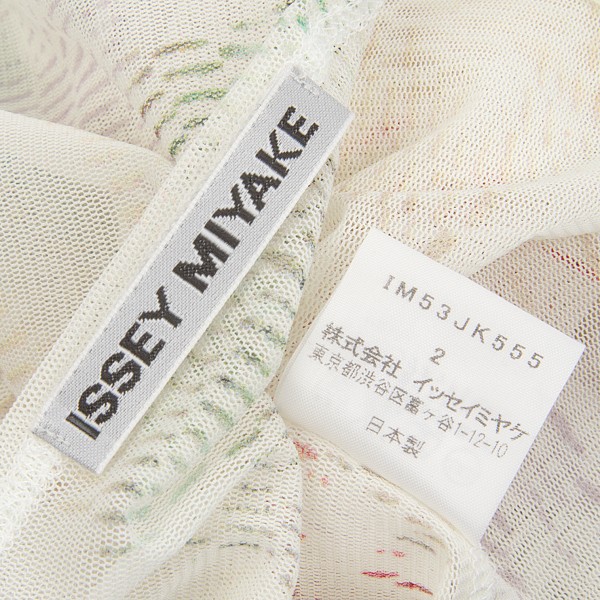 ISSEY MIYAKE
IM53JK555
2
株式会社 イッセイミヤケ
東京都渋谷区富ヶ谷1-12-10
日本製